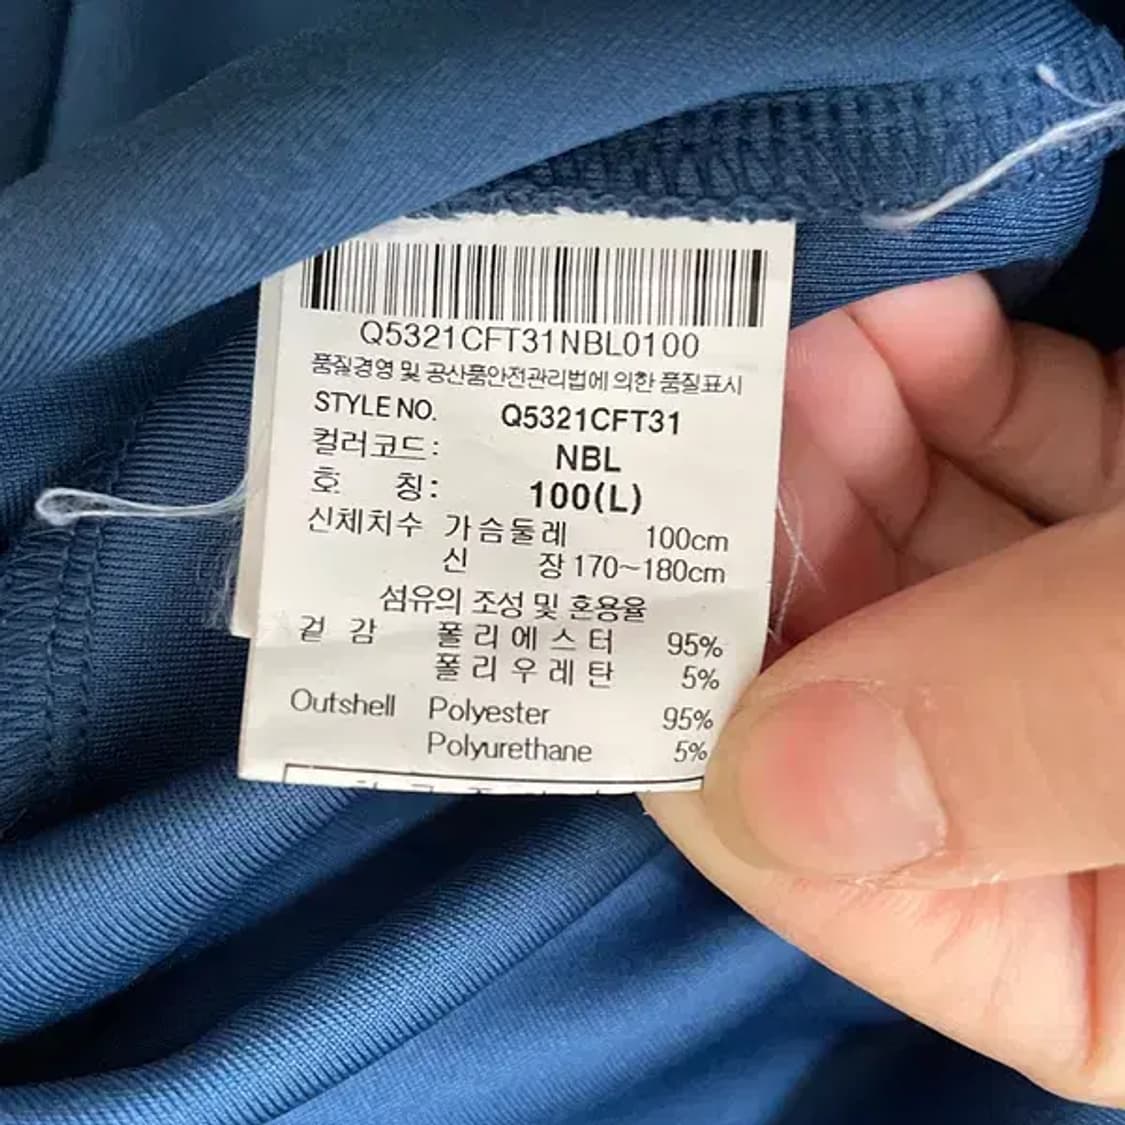 Q5321CFT31NBL0100
품질경영 및 공산품안전관리법에 의한 품질표시
STYLE NO. Q5321CFT31
컬러코드: NBL
호 칭: 100(L)
신체치수 가슴둘레 100cm
신 장 170~180cm
섬유의 조성 및 혼용율
겉 감 폴리에스터 95%
폴리우레탄 5%
Outshell Polyester 95%
Polyurethane 5%